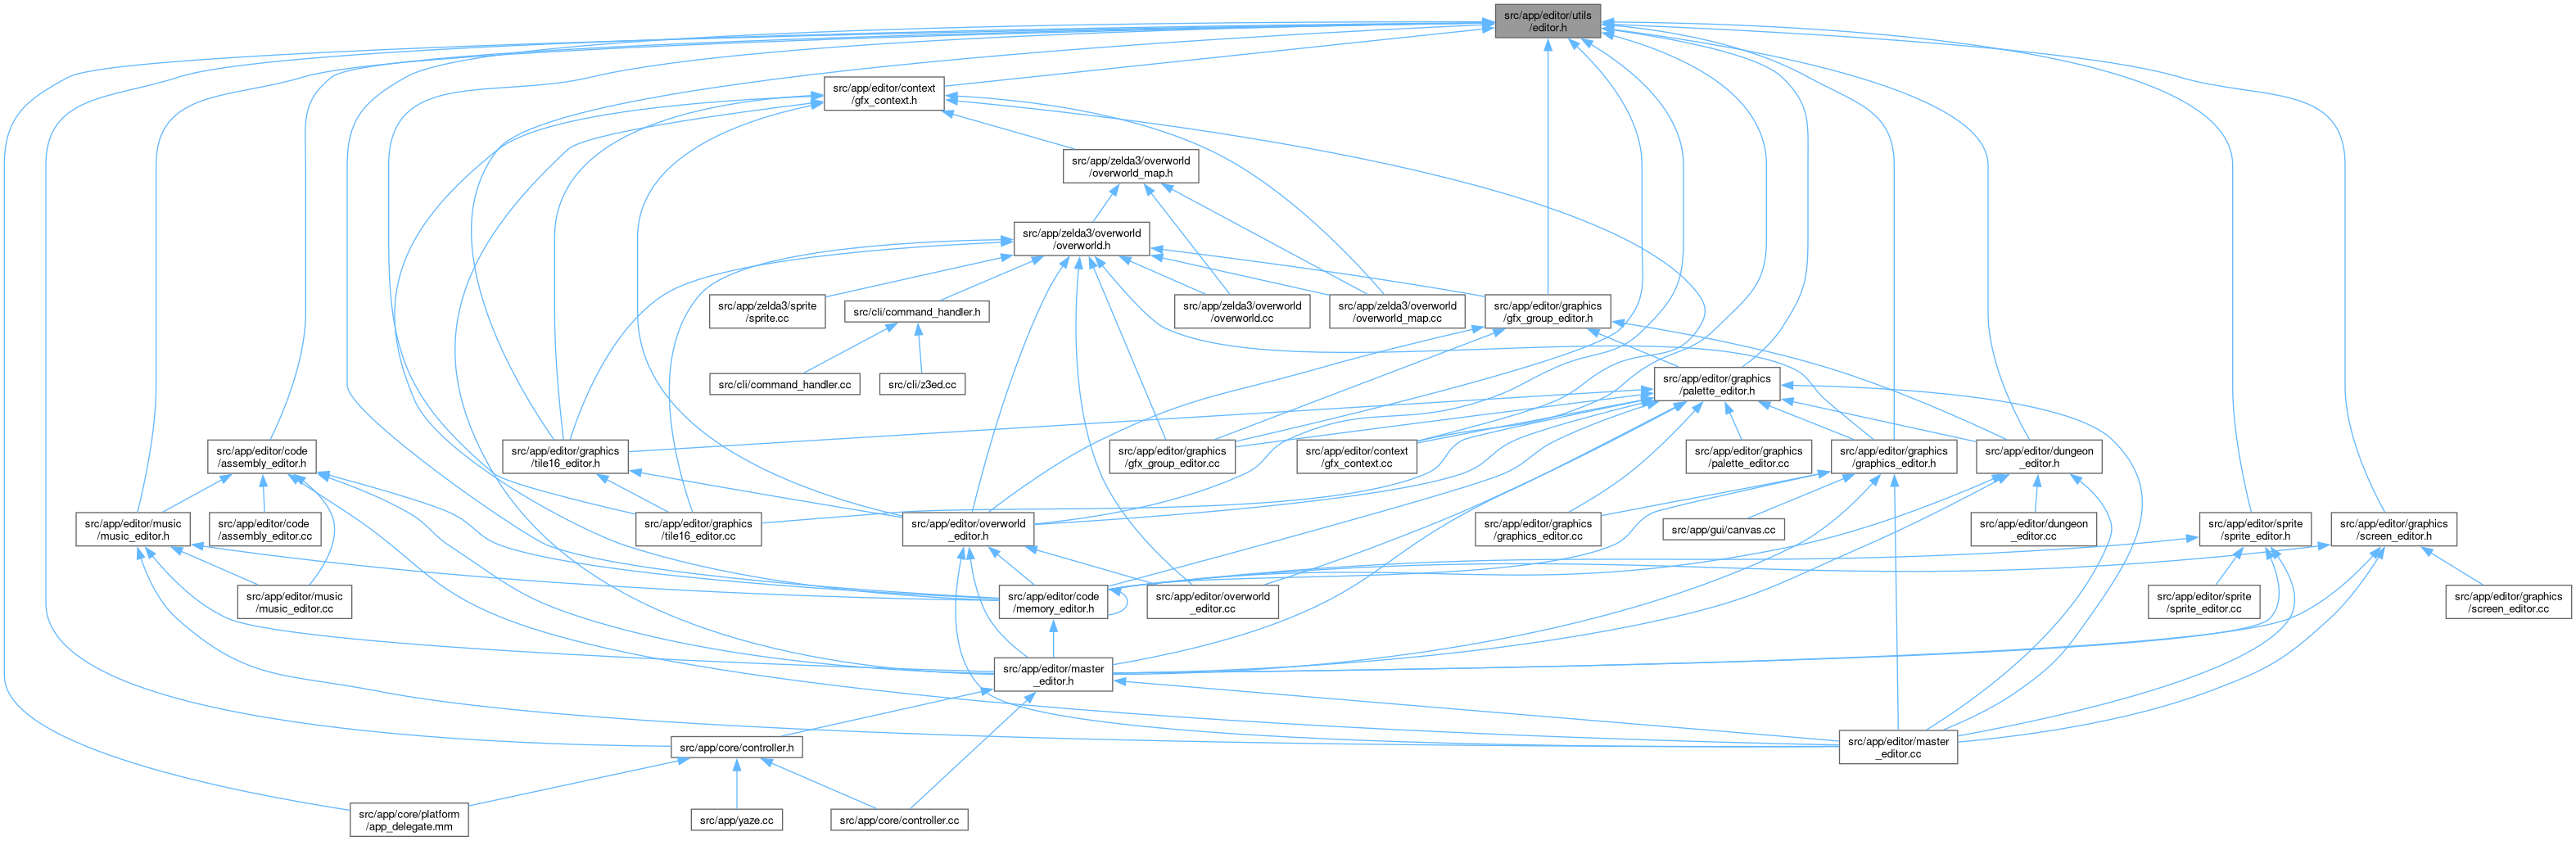 src/app/editor/utils
/editor.h
src/app/editor/context
/gfx_context.h
src/app/zelda3/overworld
/overworld_map.h
src/app/zelda3/overworld
/overworld.h
src/app/zelda3/sprite
/sprite.cc
src/cli/command_handler.h
src/app/zelda3/overworld
/overworld.cc
src/app/zelda3/overworld
/overworld_map.cc
src/app/editor/graphics
/gfx_group_editor.h
src/cli/command_handler.cc
src/cli/z3ed.cc
src/app/editor/graphics
/palette_editor.h
src/app/editor/code
/assembly_editor.h
src/app/editor/graphics
/tile16_editor.h
src/app/editor/graphics
/gfx_group_editor.cc
src/app/editor/context
/gfx_context.cc
src/app/editor/graphics
/palette_editor.cc
src/app/editor/graphics
/graphics_editor.h
src/app/editor/dungeon
_editor.h
src/app/editor/music
/music_editor.h
src/app/editor/code
/assembly_editor.cc
src/app/editor/graphics
/tile16_editor.cc
src/app/editor/overworld
_editor.h
src/app/editor/graphics
/graphics_editor.cc
src/app/gui/canvas.cc
src/app/editor/dungeon
_editor.cc
src/app/editor/sprite
/sprite_editor.h
src/app/editor/graphics
/screen_editor.h
src/app/editor/music
/music_editor.cc
src/app/editor/code
/memory_editor.h
src/app/editor/overworld
_editor.cc
src/app/editor/sprite
/sprite_editor.cc
src/app/editor/graphics
/screen_editor.cc
src/app/editor/master
_editor.h
src/app/core/controller.h
src/app/editor/master
_editor.cc
src/app/core/platform
/app_delegate.mm
src/app/yaze.cc
src/app/core/controller.cc